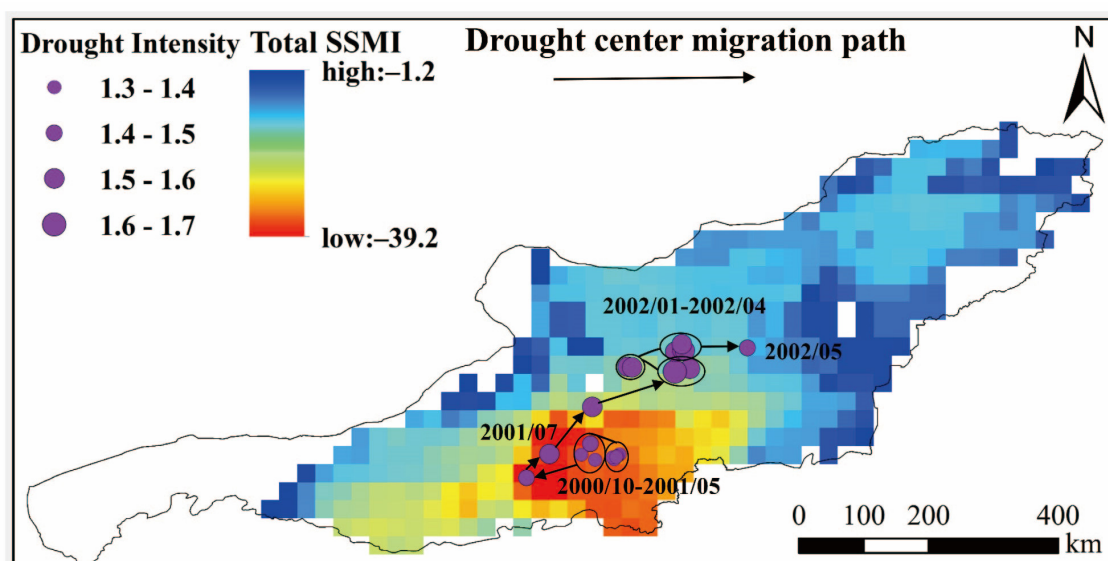 Drought Intensity
1.3 - 1.4
1.4 - 1.5
1.5 - 1.6
1.6 - 1.7
Total SSMI
high:–1.2
low:–39.2
Drought center migration path
N
2002/01-2002/04
2002/05
2001/07
2000/10-2001/05
0 100 200 400
km